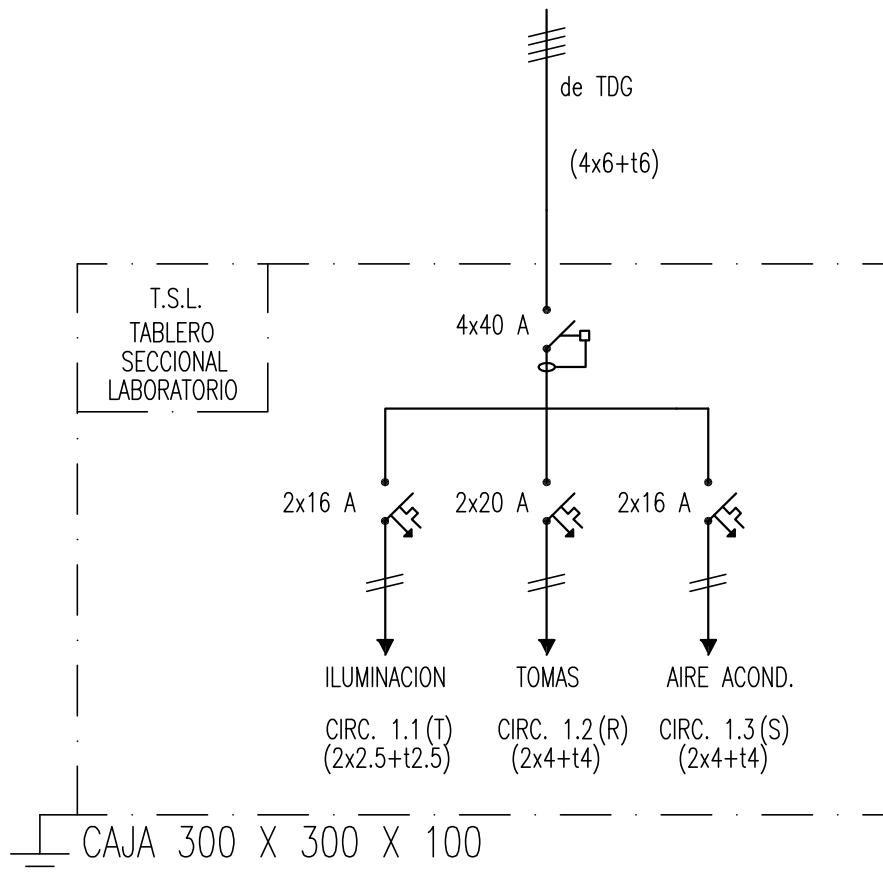 de TDG
(4x6+t6)
T.S.L.
TABLERO
SECCIONAL
LABORATORIO
4x40 A
2x16 A
2x20 A
2x16 A
ILUMINACION
TOMAS
AIRE ACOND.
CIRC. 1.1(T)
(2x2.5+t2.5)
CIRC. 1.2(R)
(2x4+t4)
CIRC. 1.3(S)
(2x4+t4)
CAJA 300 X 300 X 100